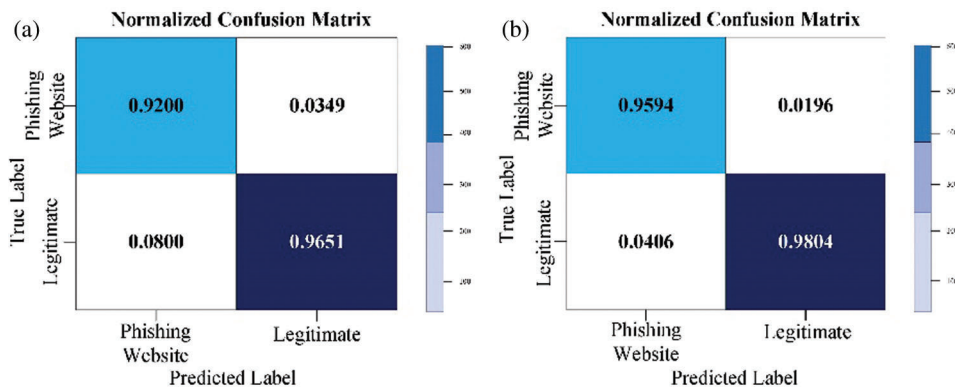 (a)
Normalized Confusion Matrix
True Label
Phishing
Website
Legitimate
0.9200
0.0349
0.0800
0.9651
Phishing
Website
Legitimate
Predicted Label
(b)
Normalized Confusion Matrix
True Label
Phishing
Website
Legitimate
0.9594
0.0196
0.0406
0.9804
Phishing
Website
Legitimate
Predicted Label